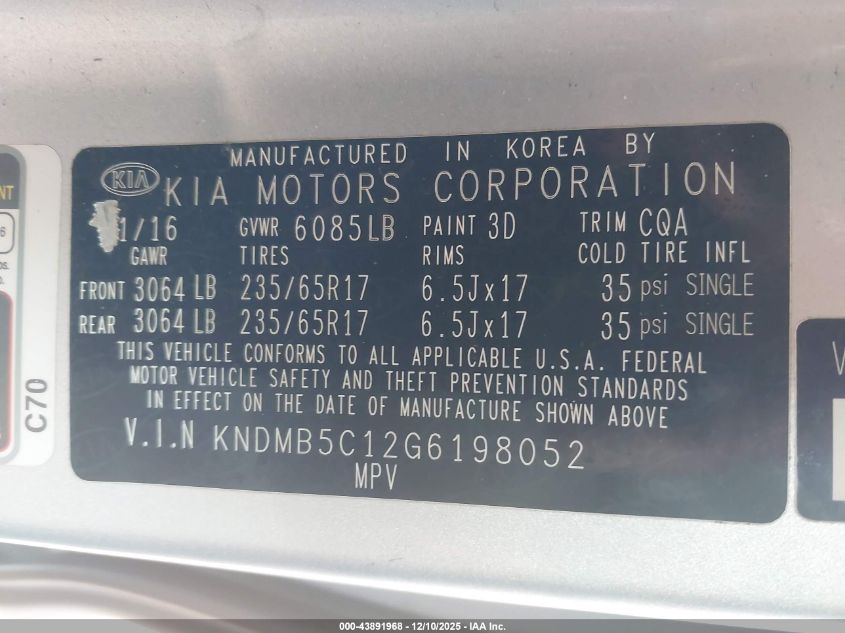 MANUFACTURED IN KOREA BY
KIA KIA MOTORS CORPORATION
1/16 GVWR 6085LB PAINT 3D TRIM CQA
GAWR TIRES RIMS COLD TIRE INFL
FRONT 3064 LB 235/65R17 6.5Jx17 35 psi SINGLE
REAR 3064 LB 235/65R17 6.5Jx17 35 psi SINGLE
THIS VEHICLE CONFORMS TO ALL APPLICABLE U.S.A. FEDERAL
MOTOR VEHICLE SAFETY AND THEFT PREVENTION STANDARDS
IN EFFECT ON THE DATE OF MANUFACTURE SHOWN ABOVE
V.I.N KNDMB5C12G6198052
MPV
C70
000-43891968 - 12/10/2025 - IAA Inc.